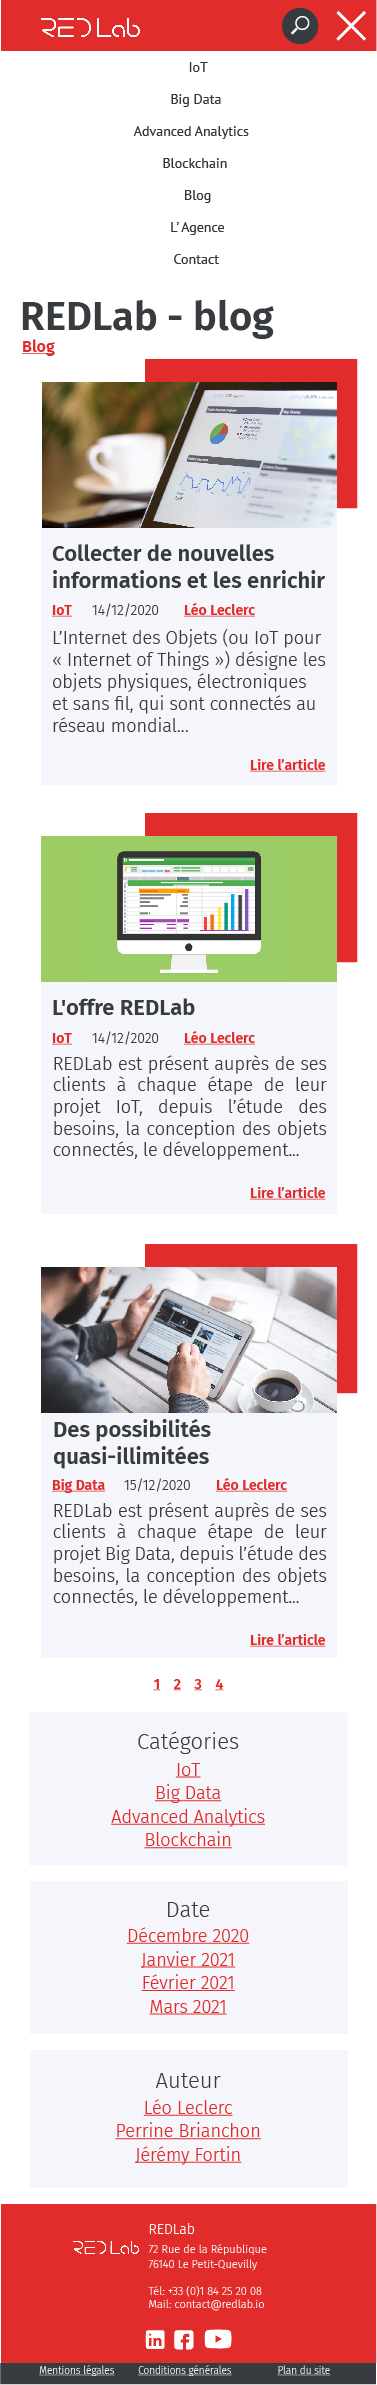 REDLab
IoT
Big Data
Advanced Analytics
Blockchain
Blog
L'Agence
Contact
REDLab - blog
Blog
Collecter de nouvelles
informations et les enrichir
IoT 14/12/2020 Léo Leclerc
L’Internet des Objets (ou IoT pour
« Internet of Things ») désigne les
objets physiques, électroniques
et sans fil, qui sont connectés au
réseau mondial...
Lire l’article
L'offre REDLab
IoT 14/12/2020 Léo Leclerc
REDLab est présent auprès de ses
clients à chaque étape de leur
projet IoT, depuis l’étude des
besoins, la conception des objets
connectés, le développement...
Lire l’article
Des possibilités
quasi-illimitées
Big Data 15/12/2020 Léo Leclerc
REDLab est présent auprès de ses
clients à chaque étape de leur
projet Big Data, depuis l’étude des
besoins, la conception des objets
connectés, le développement...
Lire l’article
1 2 3 4
Catégories
IoT
Big Data
Advanced Analytics
Blockchain
Date
Décembre 2020
Janvier 2021
Février 2021
Mars 2021
Auteur
Léo Leclerc
Perrine Brianchon
Jérémy Fortin
REDLab
REDLab
72 Rue de la République
76140 Le Petit-Quevilly
Tél: +33 (0)1 84 25 20 08
Mail: contact@redlab.io
Mentions légales Conditions générales Plan du site